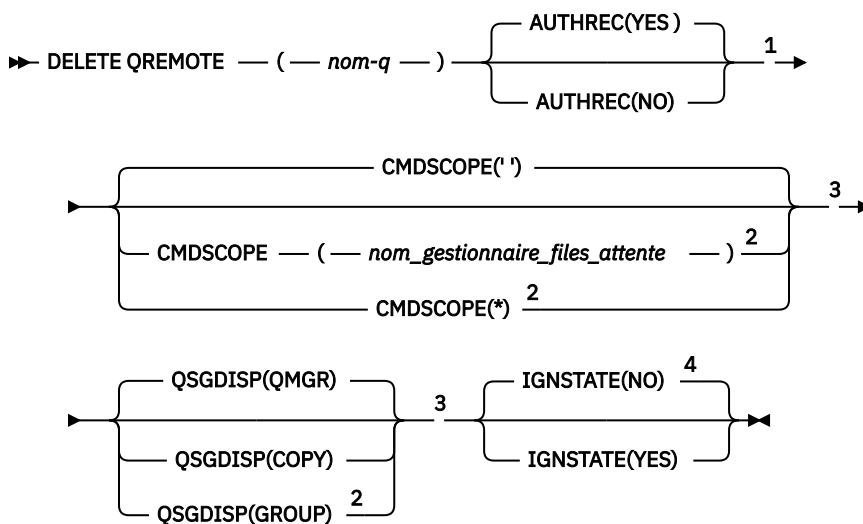 AUTHREC(YES )
DELETE QREMOTE ( nom-q ) 1
AUTHREC(NO)
CMDSCOPE(' ')
3
CMDSCOPE ( nom_gestionnaire_files_attente ) 2
CMDSCOPE(*) 2
QSGDISP(QMGR) IGNSTATE(NO) 4
3
QSGDISP(COPY) IGNSTATE(YES)
QSGDISP(GROUP) 2